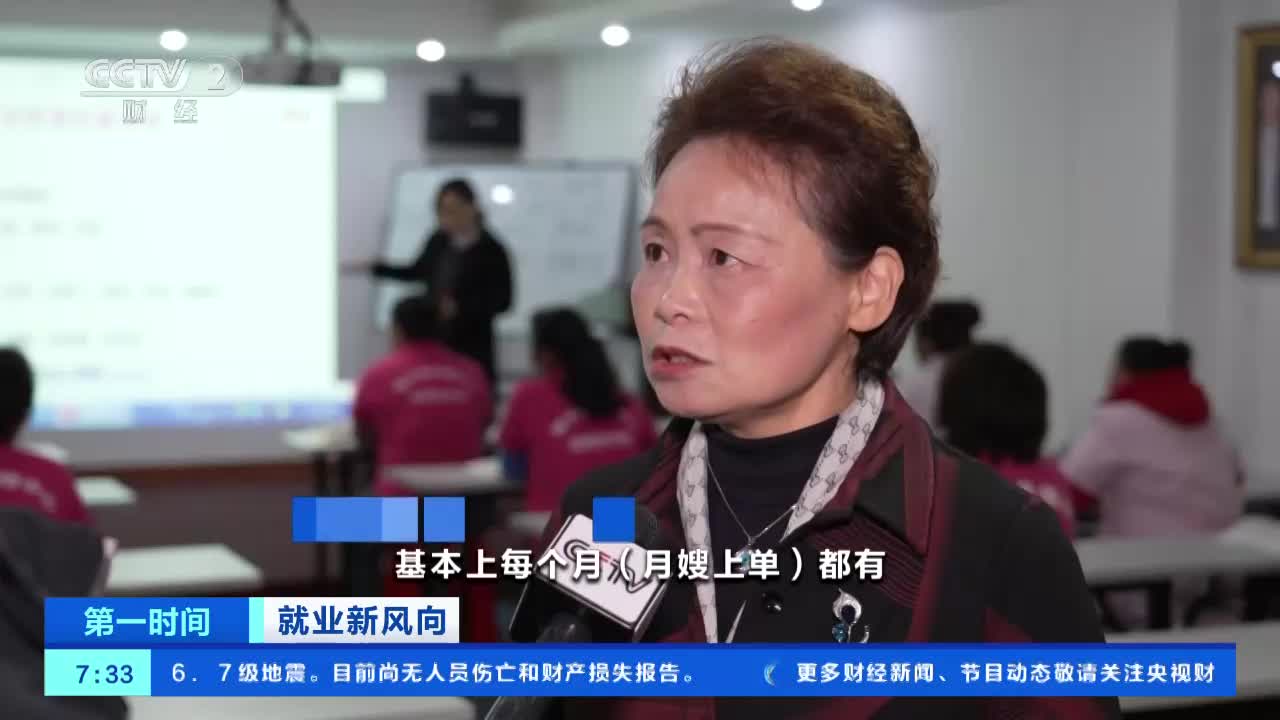 CCTV 2
财经
基本上每个月（月嫂上单）都有
CCTV
第一时间
就业新风向
7:33
6．7级地震。目前尚无人员伤亡和财产损失报告。
更多财经新闻、节目动态敬请关注央视财